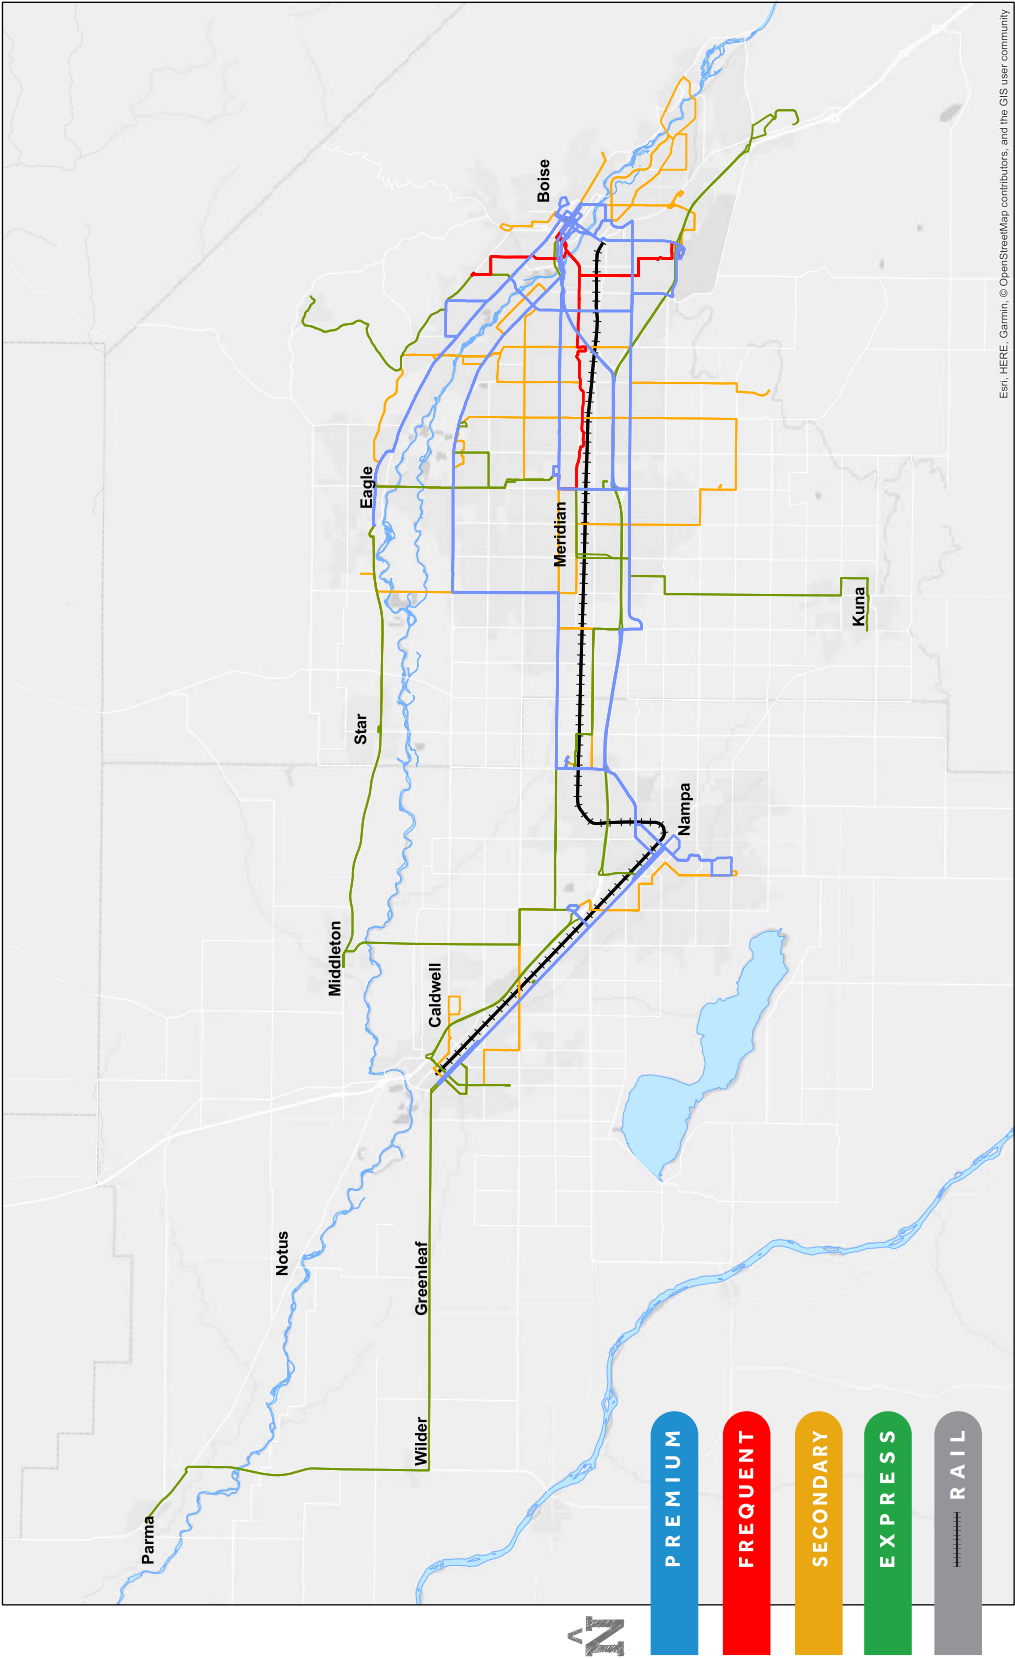 Parma
Notus
Wilder
Greenleaf
Middleton
Caldwell
Star
Eagle
Nampa
Meridian
Kuna
Boise
N
PREMIUM
FREQUENT
SECONDARY
EXPRESS
RAIL
Esri, HERE, Garmin, © OpenStreetMap contributors, and the GIS user community